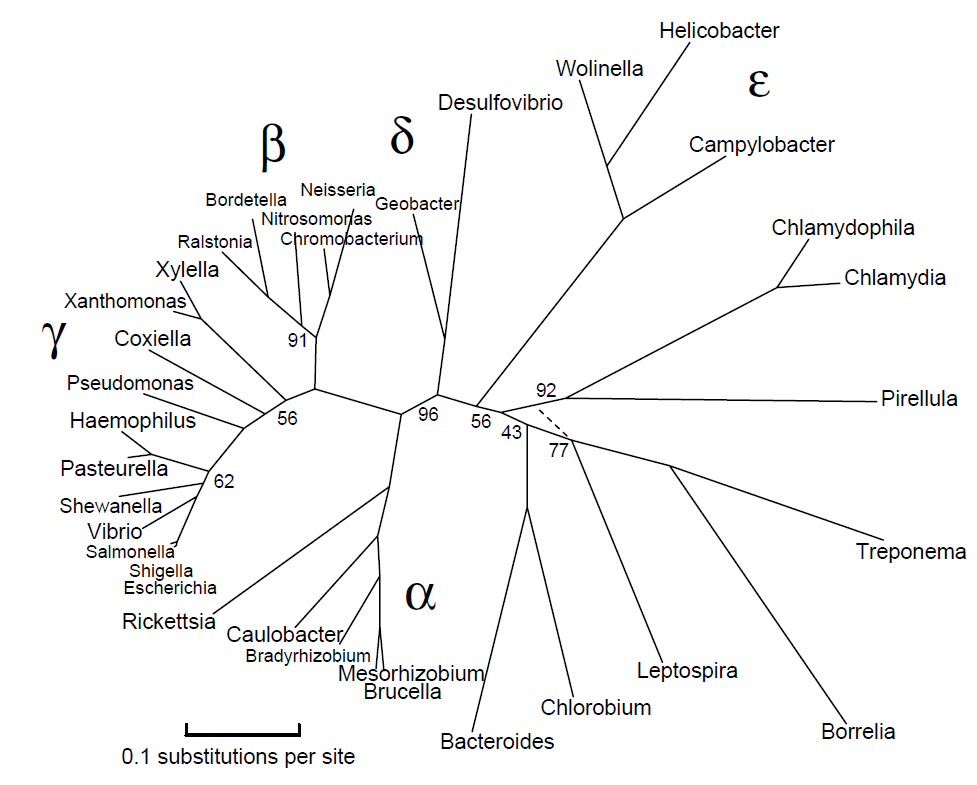 Helicobacter
Wolinella
ε
Desulfovibrio
δ
β
Campylobacter
Neisseria
Bordetella
Geobacter
Nitrosomonas
Chromobacterium
Ralstonia
Chlamydophila
Xylella
Chlamydia
Xanthomonas
γ
Coxiella
91
Pseudomonas
92
Pirellula
Haemophilus
56
96
56
43
77
Pasteurella
62
Shewanella
Vibrio
Salmonella
Treponema
Shigella
Escherichia
α
Rickettsia
Caulobacter
Bradyrhizobium
Mesorhizobium
Leptospira
Brucella
Chlorobium
Borrelia
Bacteroides
0.1 substitutions per site